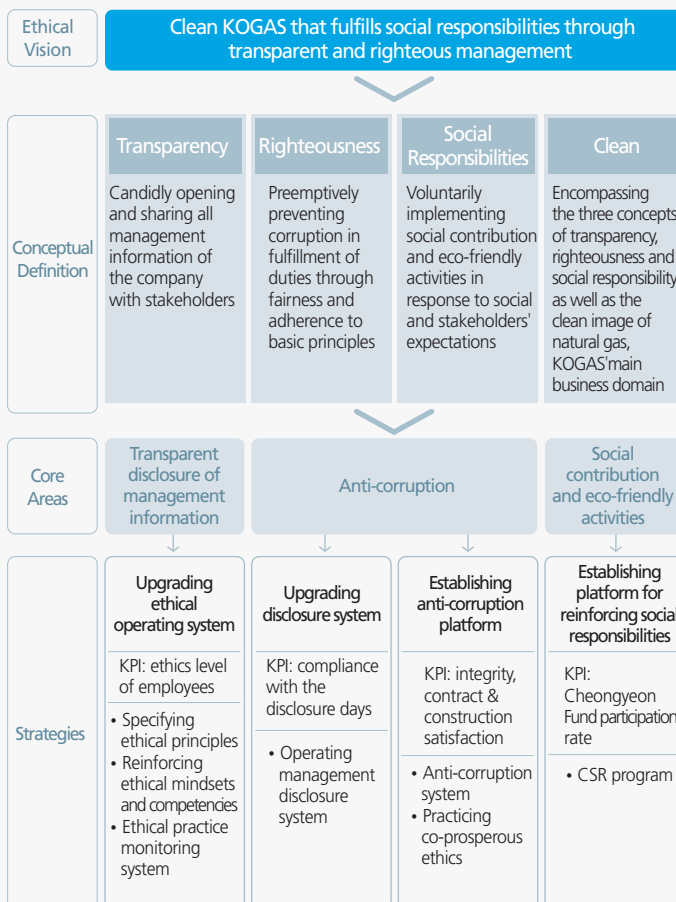 Ethical
Vision
Clean KOGAS that fulfills social responsibilities through
transparent and righteous management
Conceptual
Definition
Transparency
Candidly opening
and sharing all
management
information of
the company
with stakeholders
Righteousness
Preemptively
preventing
corruption in
fulfillment of
duties through
fairness and
adherence to
basic principles
Social
Responsibilities
Voluntarily
implementing
social contribution
and eco-friendly
activities in
response to social
and stakeholders'
expectations
Clean
Encompassing
the three concepts
of transparency,
righteousness and
social responsibility
as well as the
clean image of
natural gas,
KOGAS'main
business domain
Core
Areas
Transparent
disclosure of
management
information
Anti-corruption
Social
contribution
and eco-friendly
activities
Strategies
Upgrading
ethical
operating system
KPI: ethics level
of employees
• Specifying
ethical principles
• Reinforcing
ethical mindsets
and competencies
• Ethical practice
monitoring
system
Upgrading
disclosure system
KPI: compliance
with the
disclosure days
• Operating
management
disclosure
system
Establishing
anti-corruption
platform
KPI: integrity,
contract &
construction
satisfaction
• Anti-corruption
system
• Practicing
co-prosperous
ethics
Establishing
platform for
reinforcing social
responsibilities
KPI:
Cheongyeon
Fund participation
rate
• CSR program